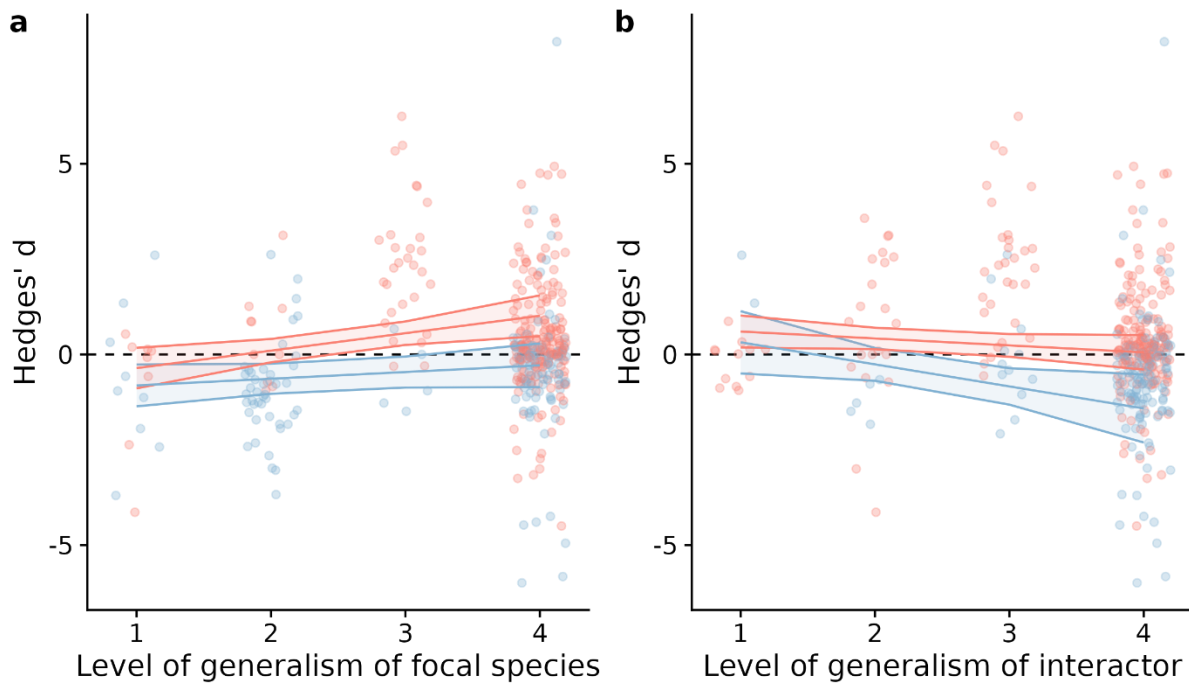 a
b
Hedges' d
5
0
-5
1 2 3 4
Level of generalism of focal species
Hedges' d
5
0
-5
1 2 3 4
Level of generalism of interactor